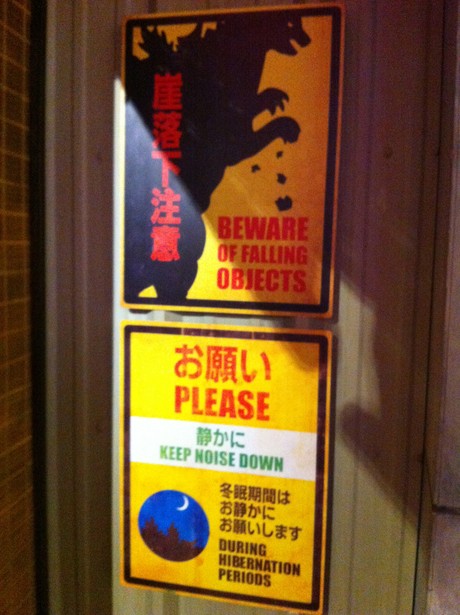 崖落下注意
BEWARE
OF FALLING
OBJECTS
お願い
PLEASE
静かに
KEEP NOISE DOWN
冬眠期間は
お静かに
お願いします
DURING
HIBERNATION
PERIODS